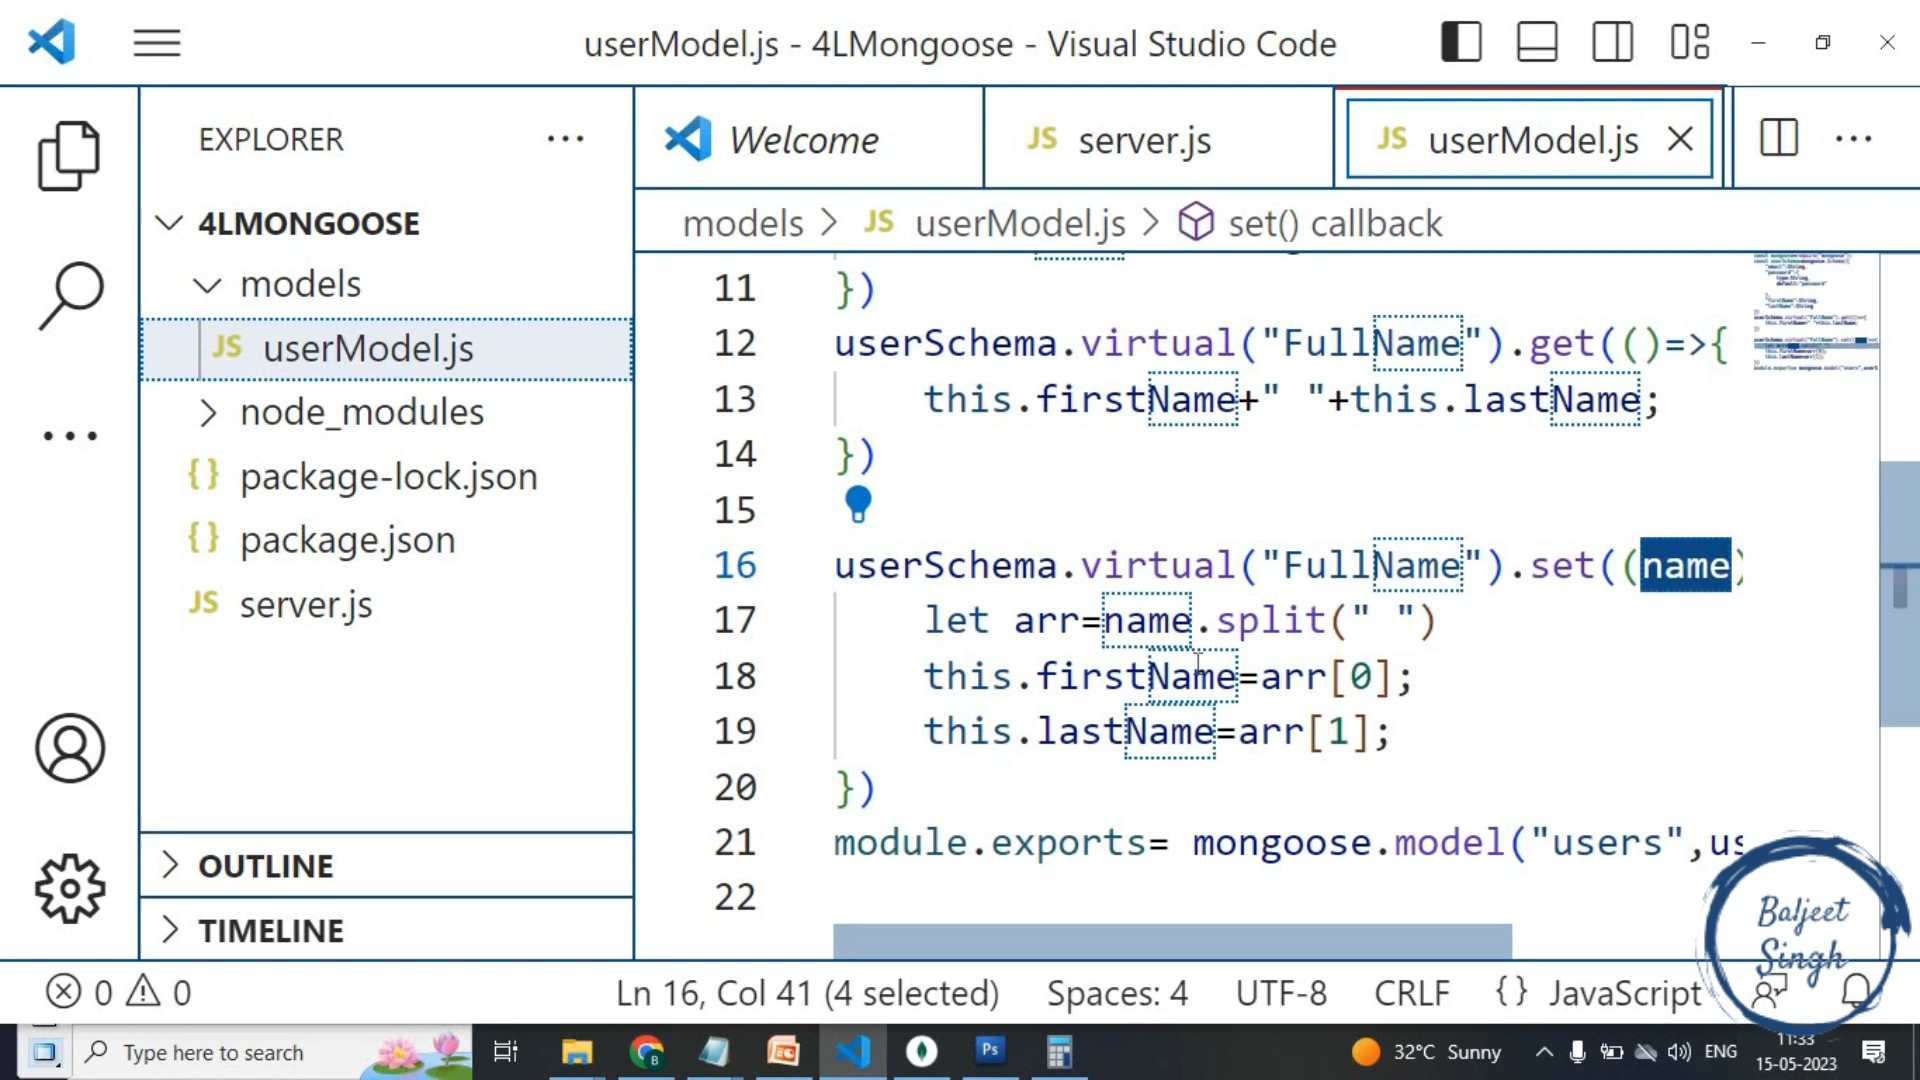 userModel.js - 4LMongoose - Visual Studio Code
EXPLORER
4LMONGOOSE
models
JS userModel.js
node_modules
{} package-lock.json
{} package.json
JS server.js
OUTLINE
TIMELINE
Welcome
JS server.js
JS userModel.js
models > JS userModel.js > set() callback
11 })
12 userSchema.virtual("FullName").get(()=>{
13 this.firstName+" "+this.lastName;
14 })
15
16 userSchema.virtual("FullName").set((name)
17 let arr=name.split(" ")
18 this.firstName=arr[0];
19 this.lastName=arr[1];
20 })
21 module.exports= mongoose.model("users",us
22
Baljeet
Singh
0 0
Ln 16, Col 41 (4 selected)
Spaces: 4
UTF-8
CRLF
{} JavaScript
Type here to search
Ps
32°C Sunny
ENG
11:33
15-05-2023